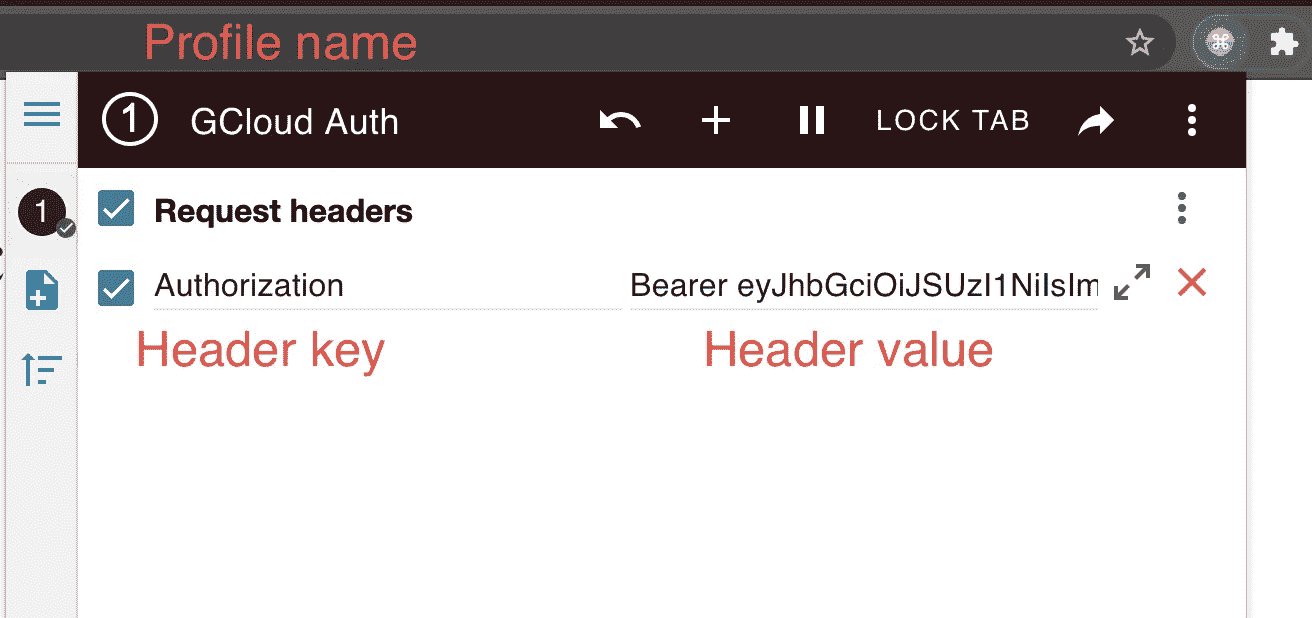 Profile name
1 GCloud Auth LOCK TAB
1 Request headers
Authorization Bearer eyJhbGciOiJSUzI1NiIsIm
Header key Header value